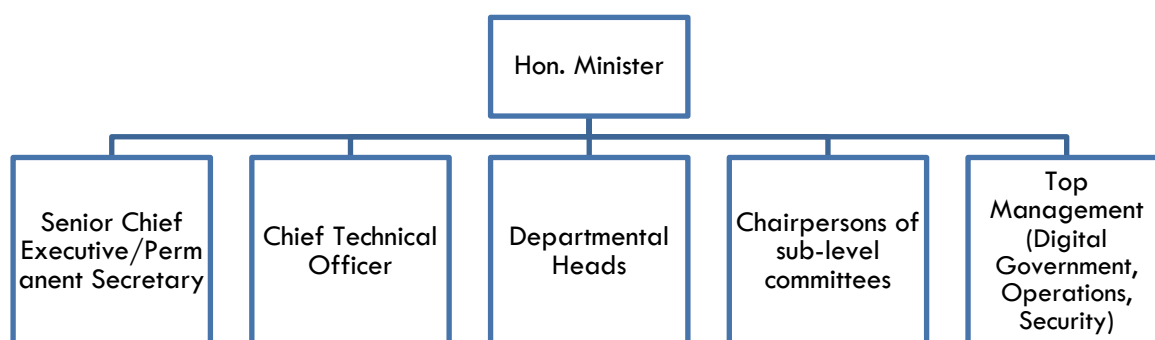 Hon. Minister
Senior Chief
Executive/Perm
anent Secretary
Chief Technical
Officer
Departmental
Heads
Chairpersons of
sub-level
committees
Top
Management
(Digital
Government,
Operations,
Security)